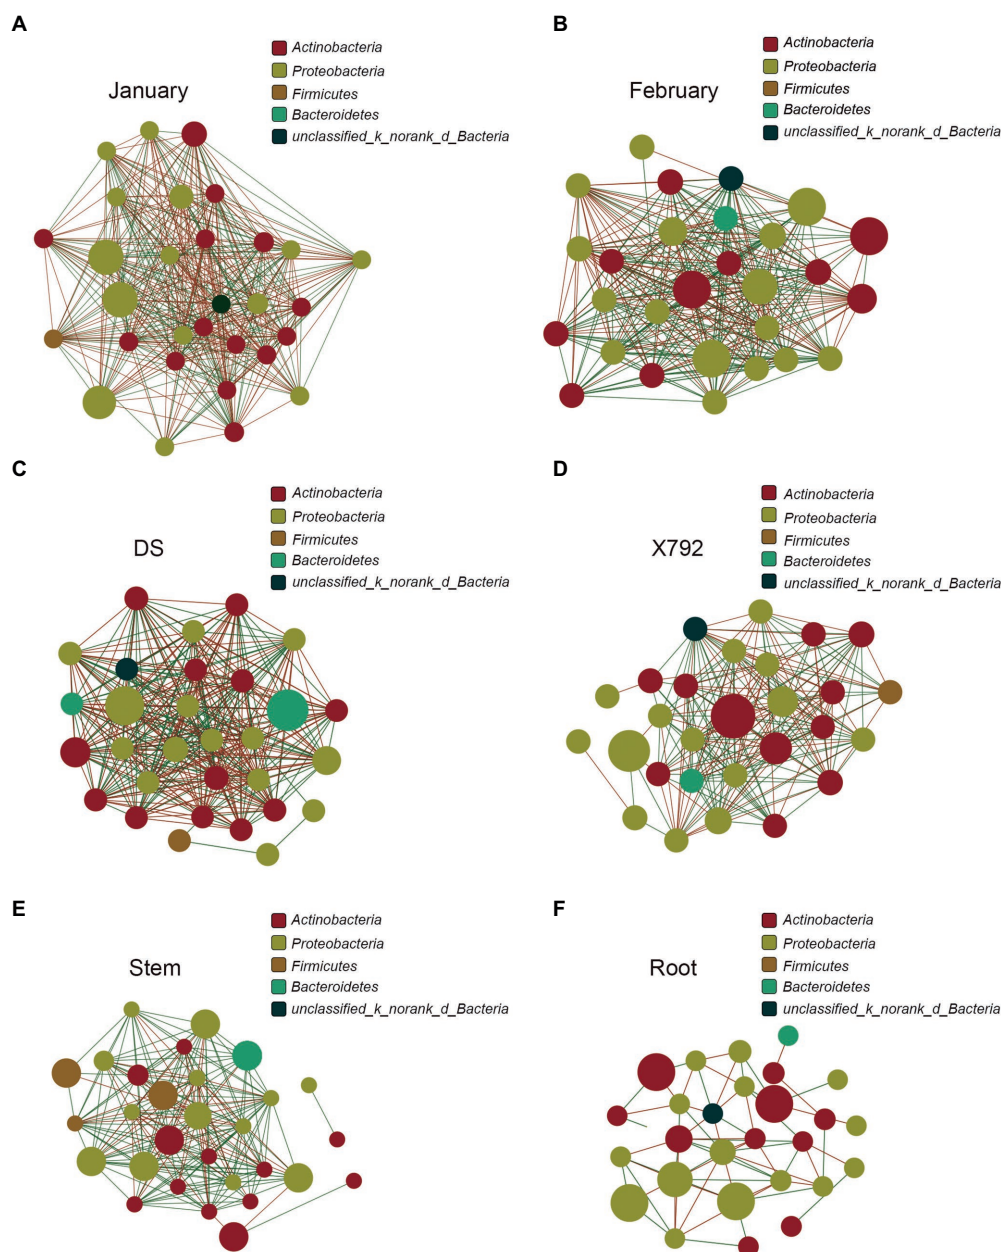 A
Actinobacteria
Proteobacteria
Firmicutes
Bacteroidetes
unclassified_k_norank_d_Bacteria
January
B
Actinobacteria
Proteobacteria
Firmicutes
Bacteroidetes
unclassified_k_norank_d_Bacteria
February
C
Actinobacteria
Proteobacteria
Firmicutes
Bacteroidetes
unclassified_k_norank_d_Bacteria
DS
D
Actinobacteria
Proteobacteria
Firmicutes
Bacteroidetes
unclassified_k_norank_d_Bacteria
X792
E
Actinobacteria
Proteobacteria
Firmicutes
Bacteroidetes
unclassified_k_norank_d_Bacteria
Stem
F
Actinobacteria
Proteobacteria
Firmicutes
Bacteroidetes
unclassified_k_norank_d_Bacteria
Root